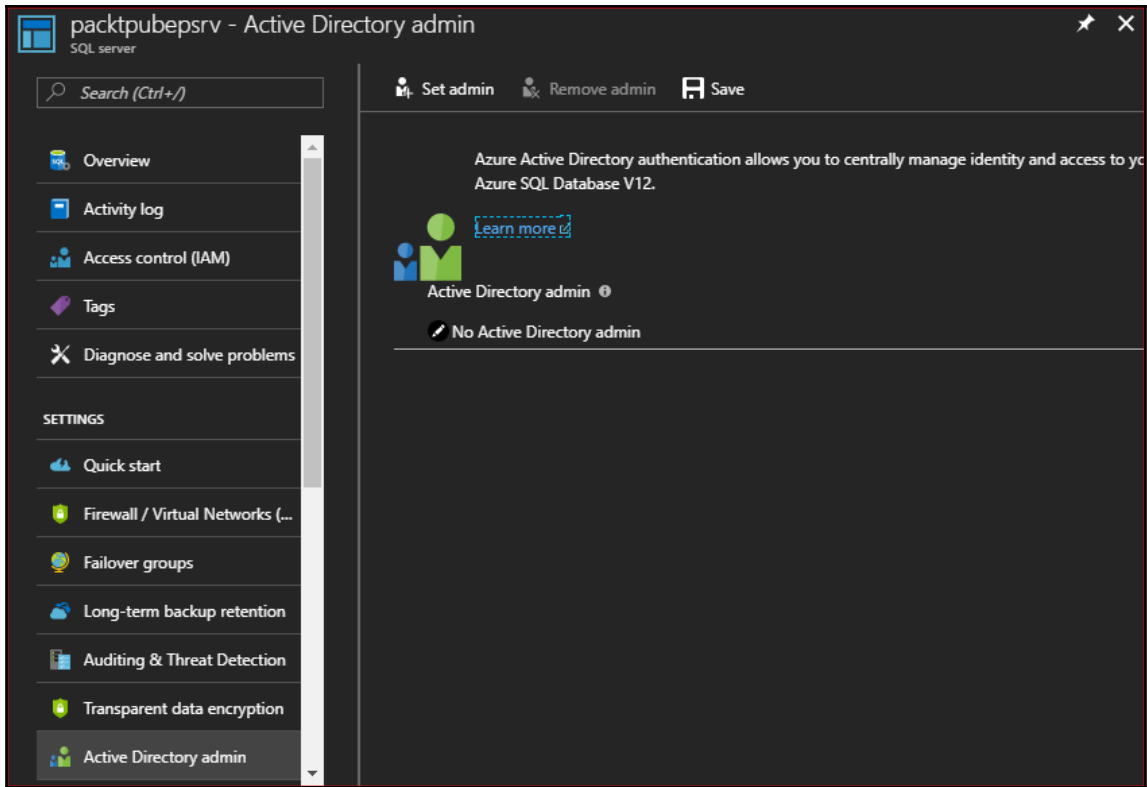 packtpubepsrv - Active Directory admin
SQL server
Search (Ctrl+/)
Overview
Activity log
Access control (IAM)
Tags
Diagnose and solve problems
SETTINGS
Quick start
Firewall / Virtual Networks (...
Failover groups
Long-term backup retention
Auditing & Threat Detection
Transparent data encryption
Active Directory admin
Set admin Remove admin Save
Azure Active Directory authentication allows you to centrally manage identity and access to yo
Azure SQL Database V12.
Learn more
Active Directory admin
No Active Directory admin